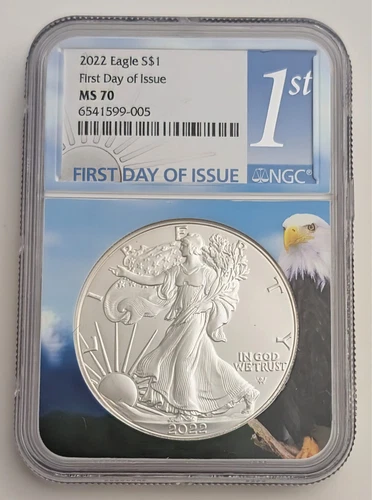 2022 Eagle S$1
First Day of Issue
MS 70
6541599-005
1st
FIRST DAY OF ISSUE NGC®
LIBERTY
IN GOD
WE TRUST
2022